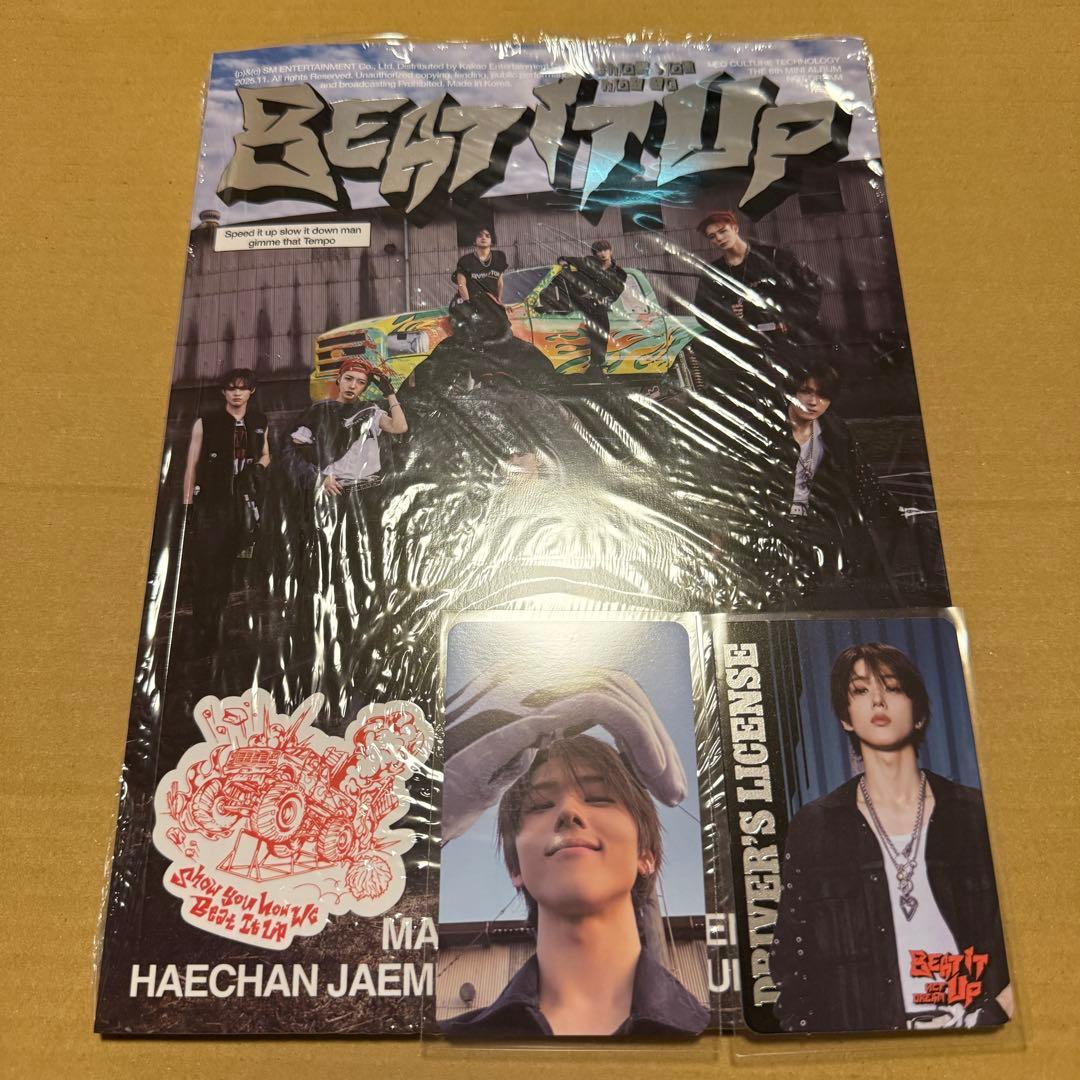 (p)&(c) SM ENTERTAINMENT Co., Ltd. Distributed by Kakao Entertainment
2025.11. All rights Reserved. Unauthorized copying, lending, public
and broadcasting Prohibited. Made in Korea.
NEO CULTURE TECHNOLOGY
THE 6th MINI ALBUM
BEAT IT UP
Speed it up slow it down man
gimme that Tempo
Show You How We
Beat It Up
MA
HAECHAN JAEM
DRIVER'S LICENSE
BEAT IT
UP
NCT
DREAM